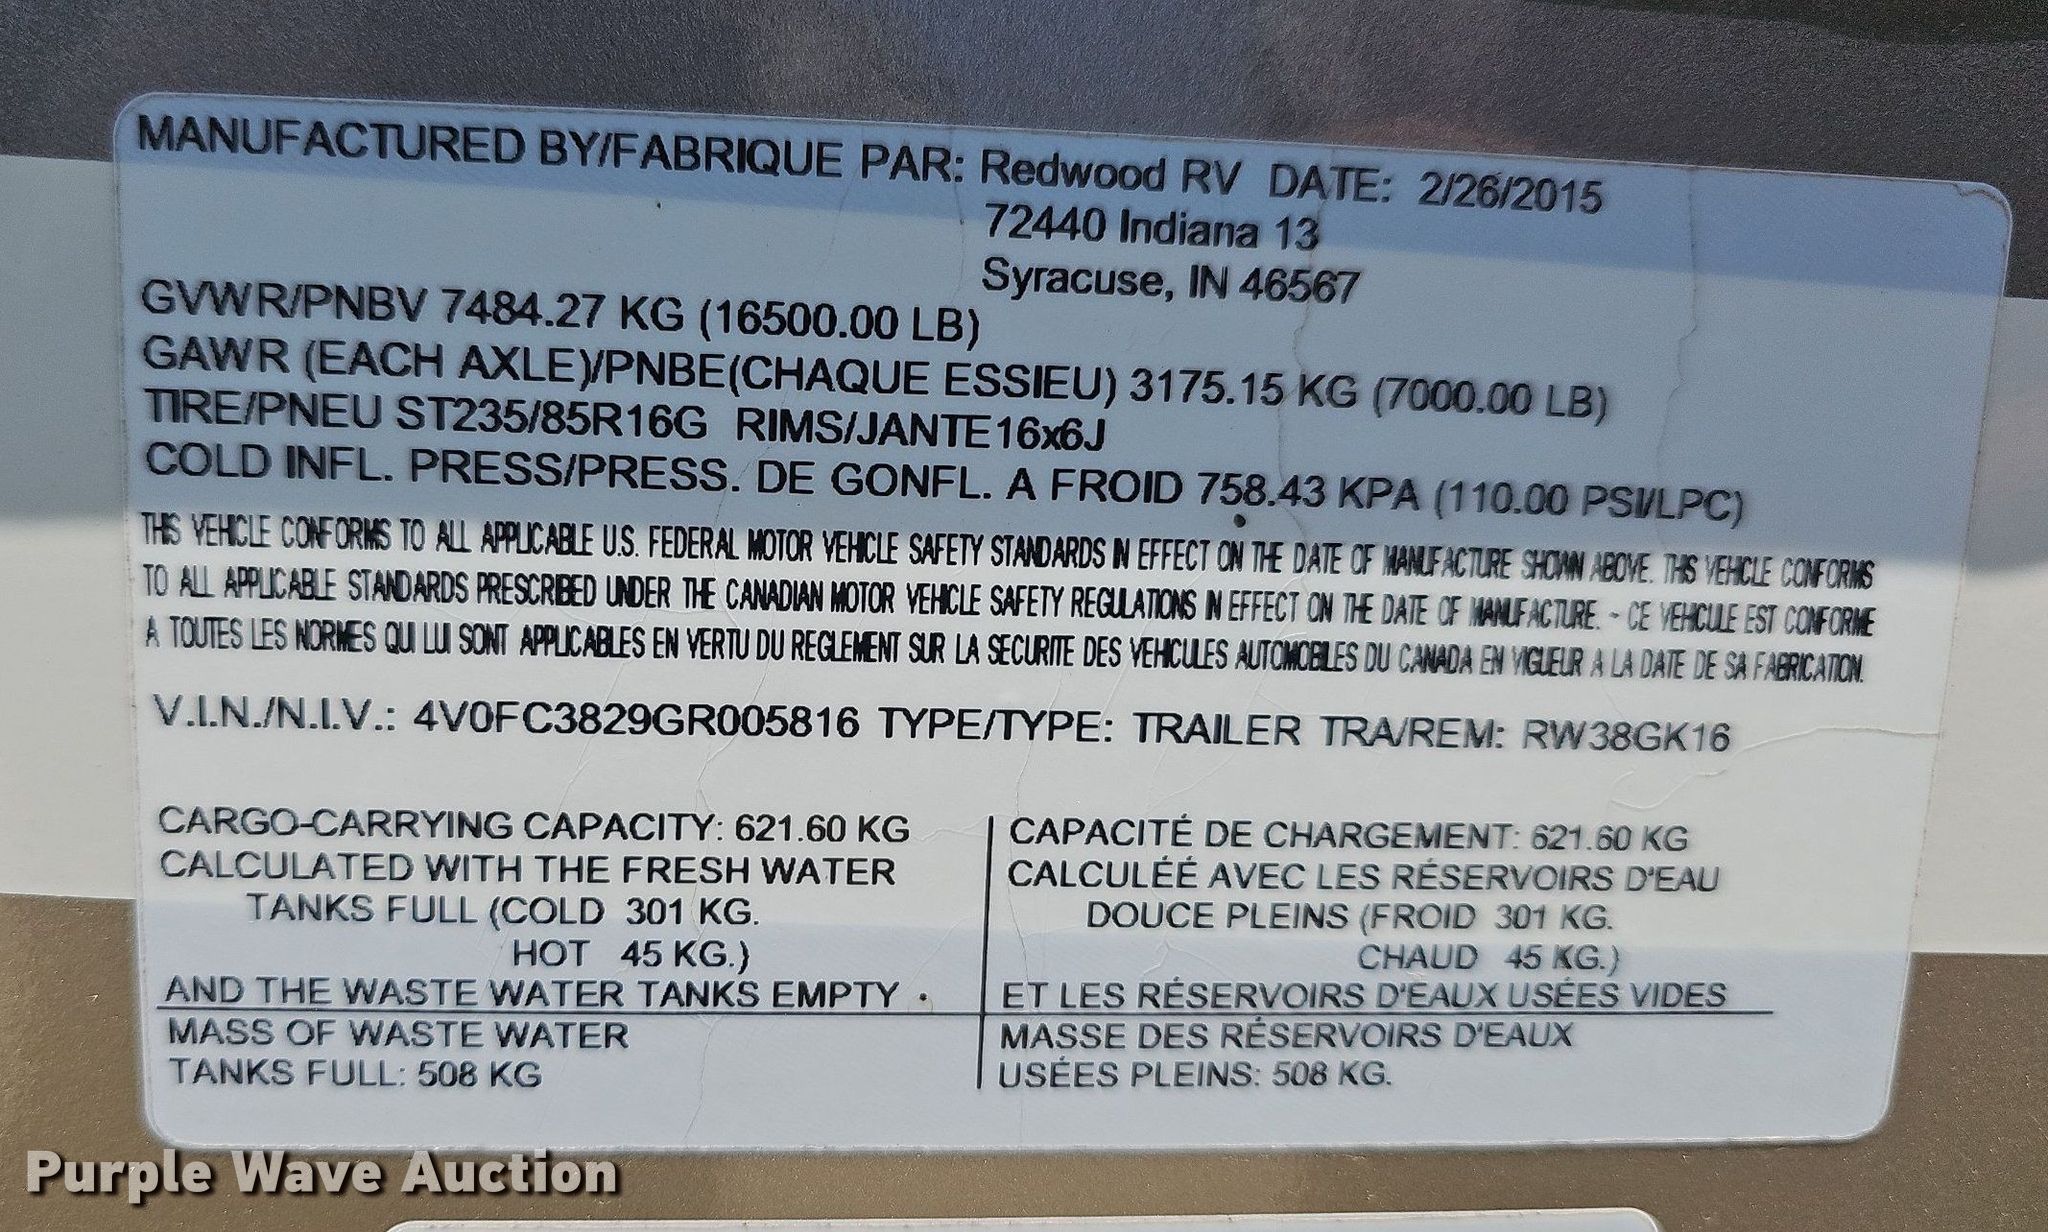 MANUFACTURED BY/FABRIQUE PAR: Redwood RV DATE: 2/26/2015
72440 Indiana 13
Syracuse, IN 46567
GVWR/PNBV 7484.27 KG (16500.00 LB)
GAWR (EACH AXLE)/PNBE(CHAQUE ESSIEU) 3175.15 KG (7000.00 LB)
TIRE/PNEU ST235/85R16G RIMS/JANTE16x6J
COLD INFL. PRESS/PRESS. DE GONFL. A FROID 758.43 KPA (110.00 PSI/LPC)
THIS VEHICLE CONFORMS TO ALL APPLICABLE U.S. FEDERAL MOTOR VEHICLE SAFETY STANDARDS IN EFFECT ON THE DATE OF MANUFACTURE SHOWN ABOVE. THIS VEHICLE CONFORMS
TO ALL APPLICABLE STANDARDS PRESCRIBED UNDER THE CANADIAN MOTOR VEHICLE SAFETY REGULATIONS IN EFFECT ON THE DATE OF MANUFACTURE. - CE VEHICULE EST CONFORME
A TOUTES LES NORMES QUI LUI SONT APPLICABLES EN VERTU DU REGLEMENT SUR LA SECURITE DES VEHICULES AUTOMOBILES DU CANADA EN VIGUEUR A LA DATE DE SA FABRICATION.
V.I.N./N.I.V.: 4V0FC3829GR005816 TYPE/TYPE: TRAILER TRA/REM: RW38GK16
CARGO-CARRYING CAPACITY: 621.60 KG
CALCULATED WITH THE FRESH WATER
TANKS FULL (COLD 301 KG.
HOT 45 KG.)
AND THE WASTE WATER TANKS EMPTY
MASS OF WASTE WATER
TANKS FULL: 508 KG
CAPACITÉ DE CHARGEMENT: 621.60 KG
CALCULÉÉ AVEC LES RÉSERVOIRS D'EAU
DOUCE PLEINS (FROID 301 KG.
CHAUD 45 KG.)
ET LES RÉSERVOIRS D'EAUX USÉES VIDES
MASSE DES RÉSERVOIRS D'EAUX
USÉES PLEINS: 508 KG.
Purple Wave Auction